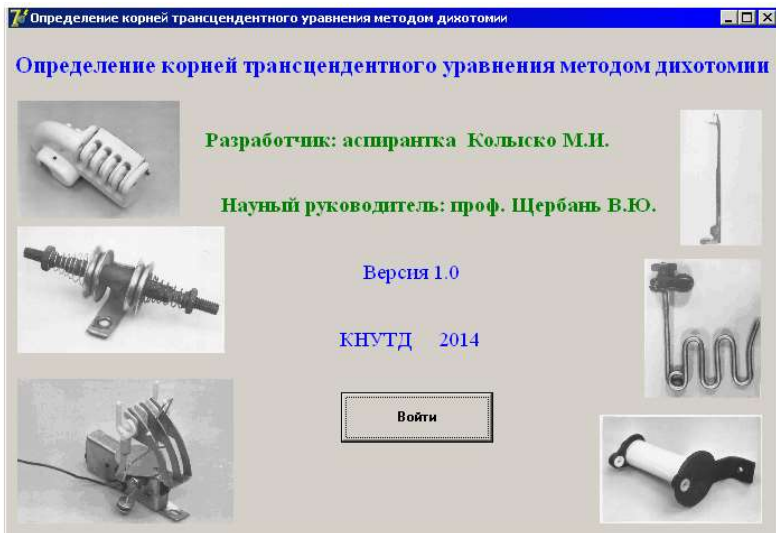 Определение корней трансцендентного уравнения методом дихотомии
Определение корней трансцендентного уравнения методом дихотомии
Разработчик: аспирантка Колыско М.И.
Науный руководитель: проф. Щербань В.Ю.
Версия 1.0
КНУТД 2014
Войти